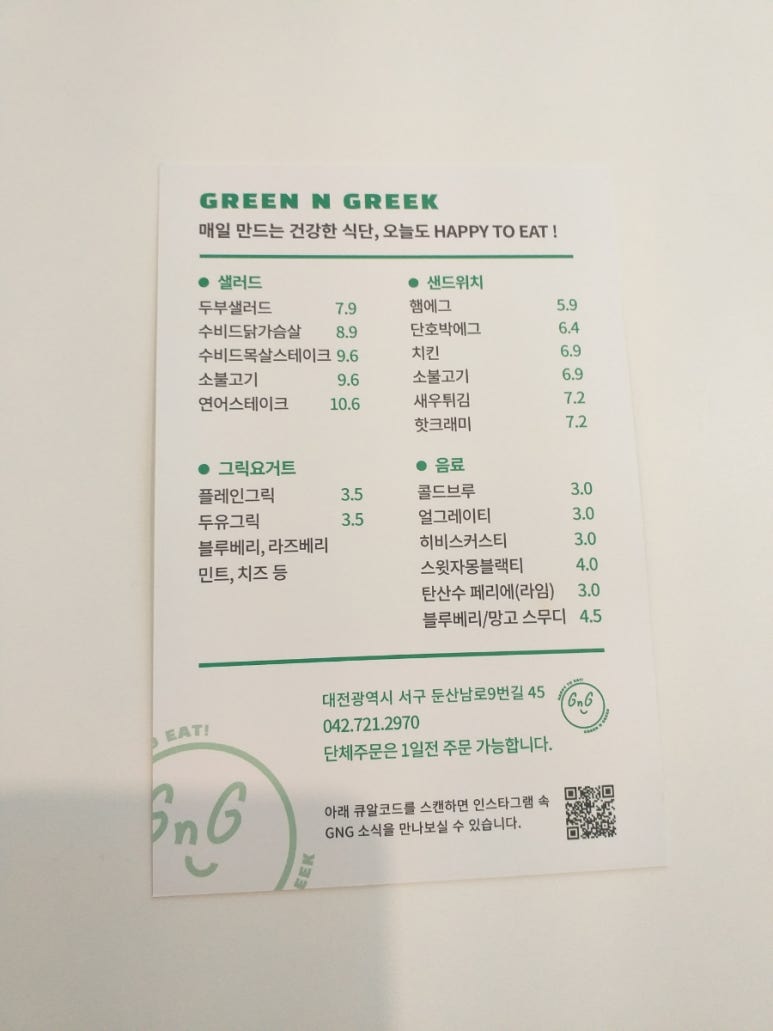 GREEN N GREEK
매일 만드는 건강한 식단, 오늘도 HAPPY TO EAT !
● 샐러드
두부샐러드 7.9
수비드닭가슴살 8.9
수비드목살스테이크 9.6
소불고기 9.6
연어스테이크 10.6
● 샌드위치
햄에그 5.9
단호박에그 6.4
치킨 6.9
소불고기 6.9
새우튀김 7.2
핫크래미 7.2
● 그릭요거트
플레인그릭 3.5
두유그릭 3.5
블루베리, 라즈베리
민트, 치즈 등
● 음료
콜드브루 3.0
얼그레이티 3.0
히비스커스티 3.0
스윗자몽블랙티 4.0
탄산수 페리에(라임) 3.0
블루베리/망고 스무디 4.5
대전광역시 서구 둔산남로9번길 45
042.721.2970
단체주문은 1일전 주문 가능합니다.
GnG
아래 큐알코드를 스캔하면 인스타그램 속
GNG 소식을 만나보실 수 있습니다.
EAT!
GnG
EEK